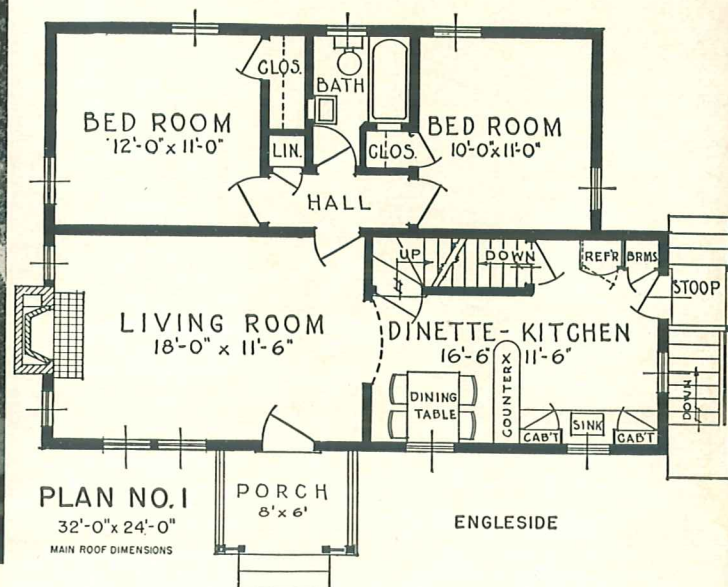 CLOS.
BATH
BED ROOM
12'-0" x 11'-0"
LIN.
CLOS.
BED ROOM
10'-0 x 11'-0"
HALL
UP
DOWN
REF'R
BRMS
STOOP
LIVING ROOM
18'-0" x 11'-6"
DINETTE - KITCHEN
16'-6" x 11'-6"
DINING
TABLE
COUNTER
CAB'T
SINK
CAB'T
DOWN
PLAN NO. 1
32'-0" x 24'-0"
MAIN ROOF DIMENSIONS
PORCH
8' x 6'
ENGLESIDE